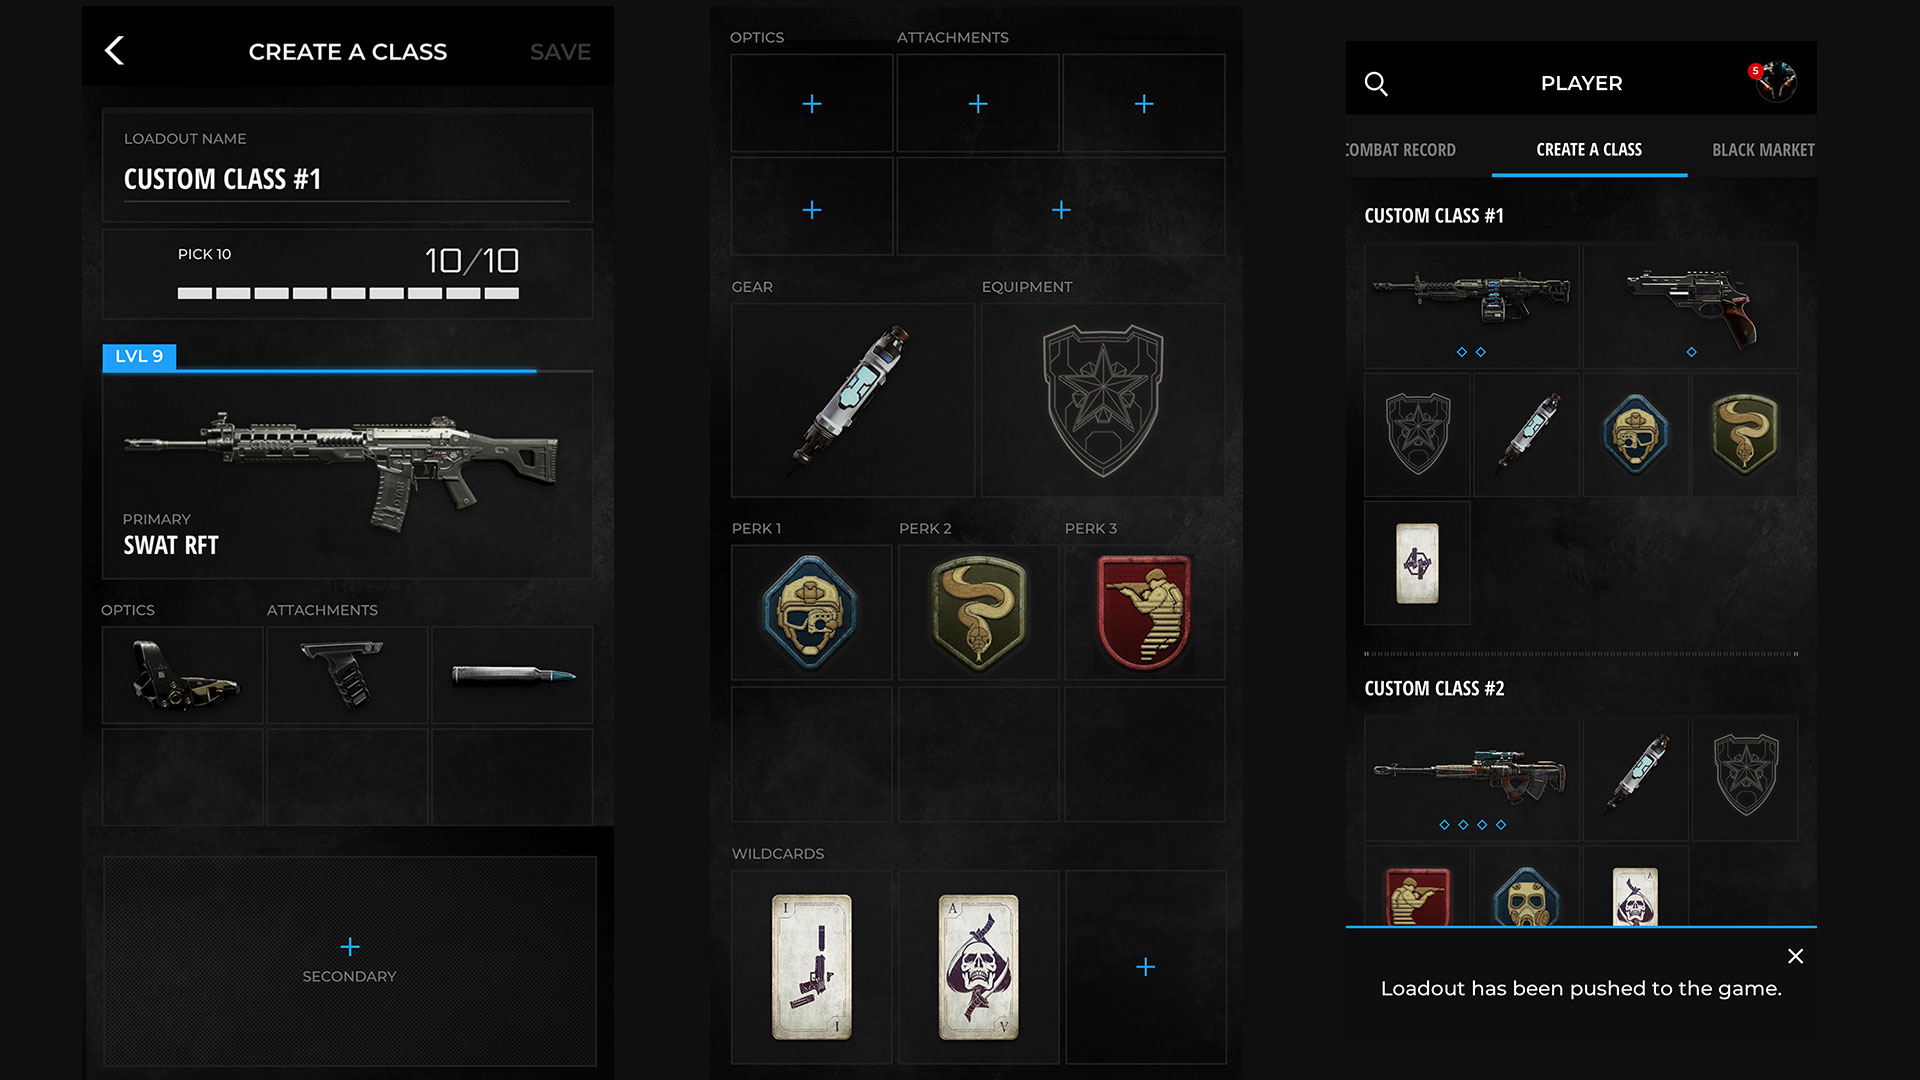 CREATE A CLASS
SAVE
LOADOUT NAME
CUSTOM CLASS #1
PICK 10
10/10
LVL 9
PRIMARY
SWAT RFT
OPTICS
ATTACHMENTS
SECONDARY
OPTICS
ATTACHMENTS
GEAR
EQUIPMENT
PERK 1
PERK 2
PERK 3
WILDCARDS
I
I
A
V
5
PLAYER
COMBAT RECORD
CREATE A CLASS
BLACK MARKET
CUSTOM CLASS #1
CUSTOM CLASS #2
A
Loadout has been pushed to the game.